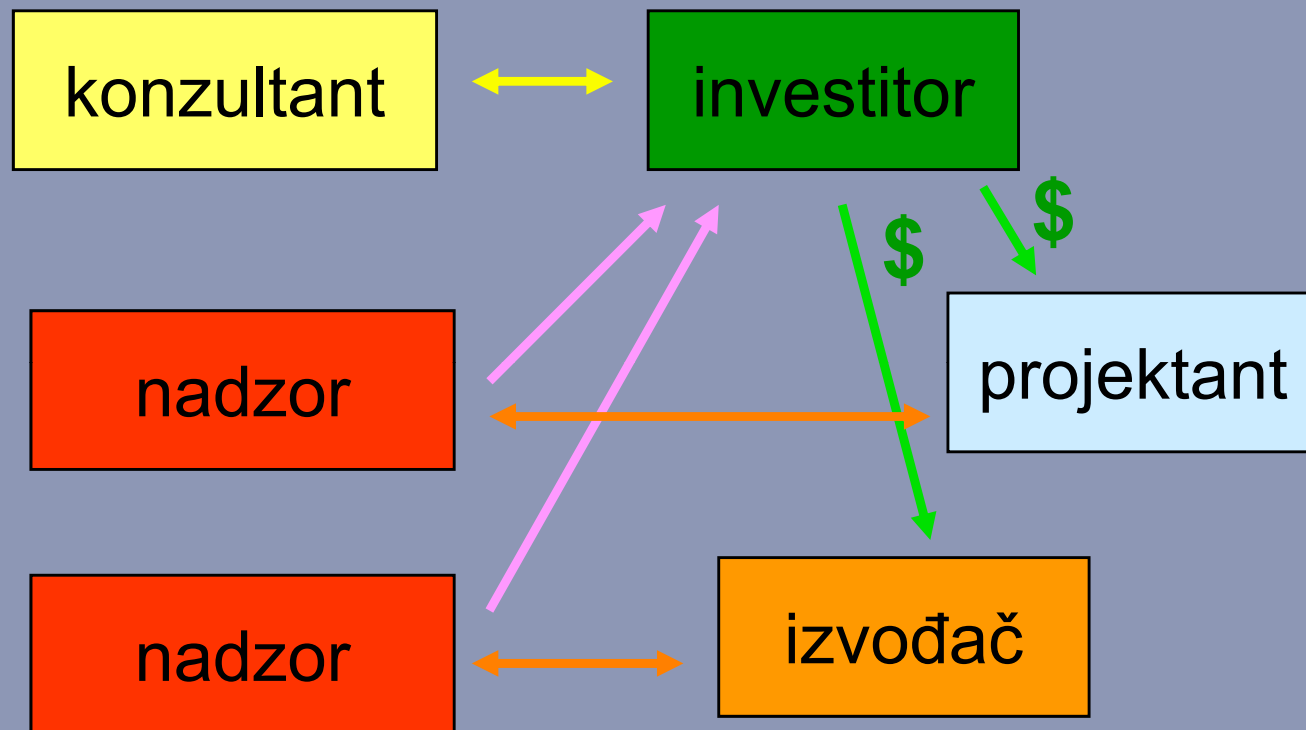 konzultant
investitor
$
$
nadzor
projektant
nadzor
izvođač